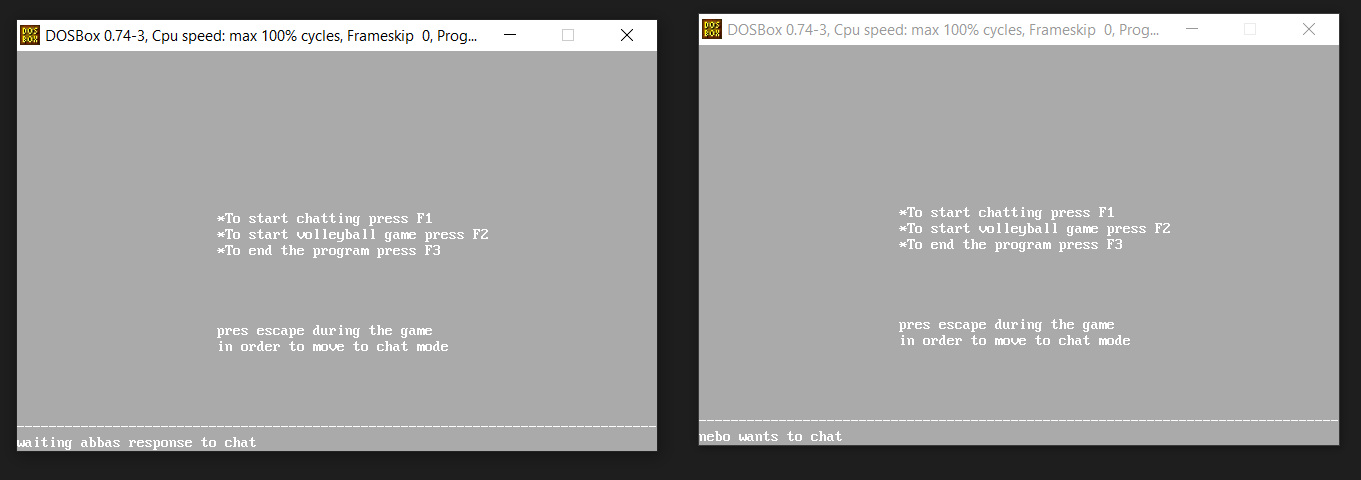 DOSBox 0.74-3, Cpu speed: max 100% cycles, Frameskip  0, Prog...
*To start chatting press F1
*To start volleyball game press F2
*To end the program press F3
pres escape during the game
in order to move to chat mode
waiting abbas response to chat
DOSBox 0.74-3, Cpu speed: max 100% cycles, Frameskip  0, Prog...
*To start chatting press F1
*To start volleyball game press F2
*To end the program press F3
pres escape during the game
in order to move to chat mode
nebo wants to chat